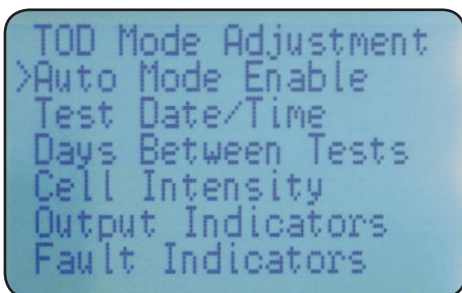 TOD Mode Adjustment
>Auto Mode Enable
Test Date/Time
Days Between Tests
Cell Intensity
Output Indicators
Fault Indicators